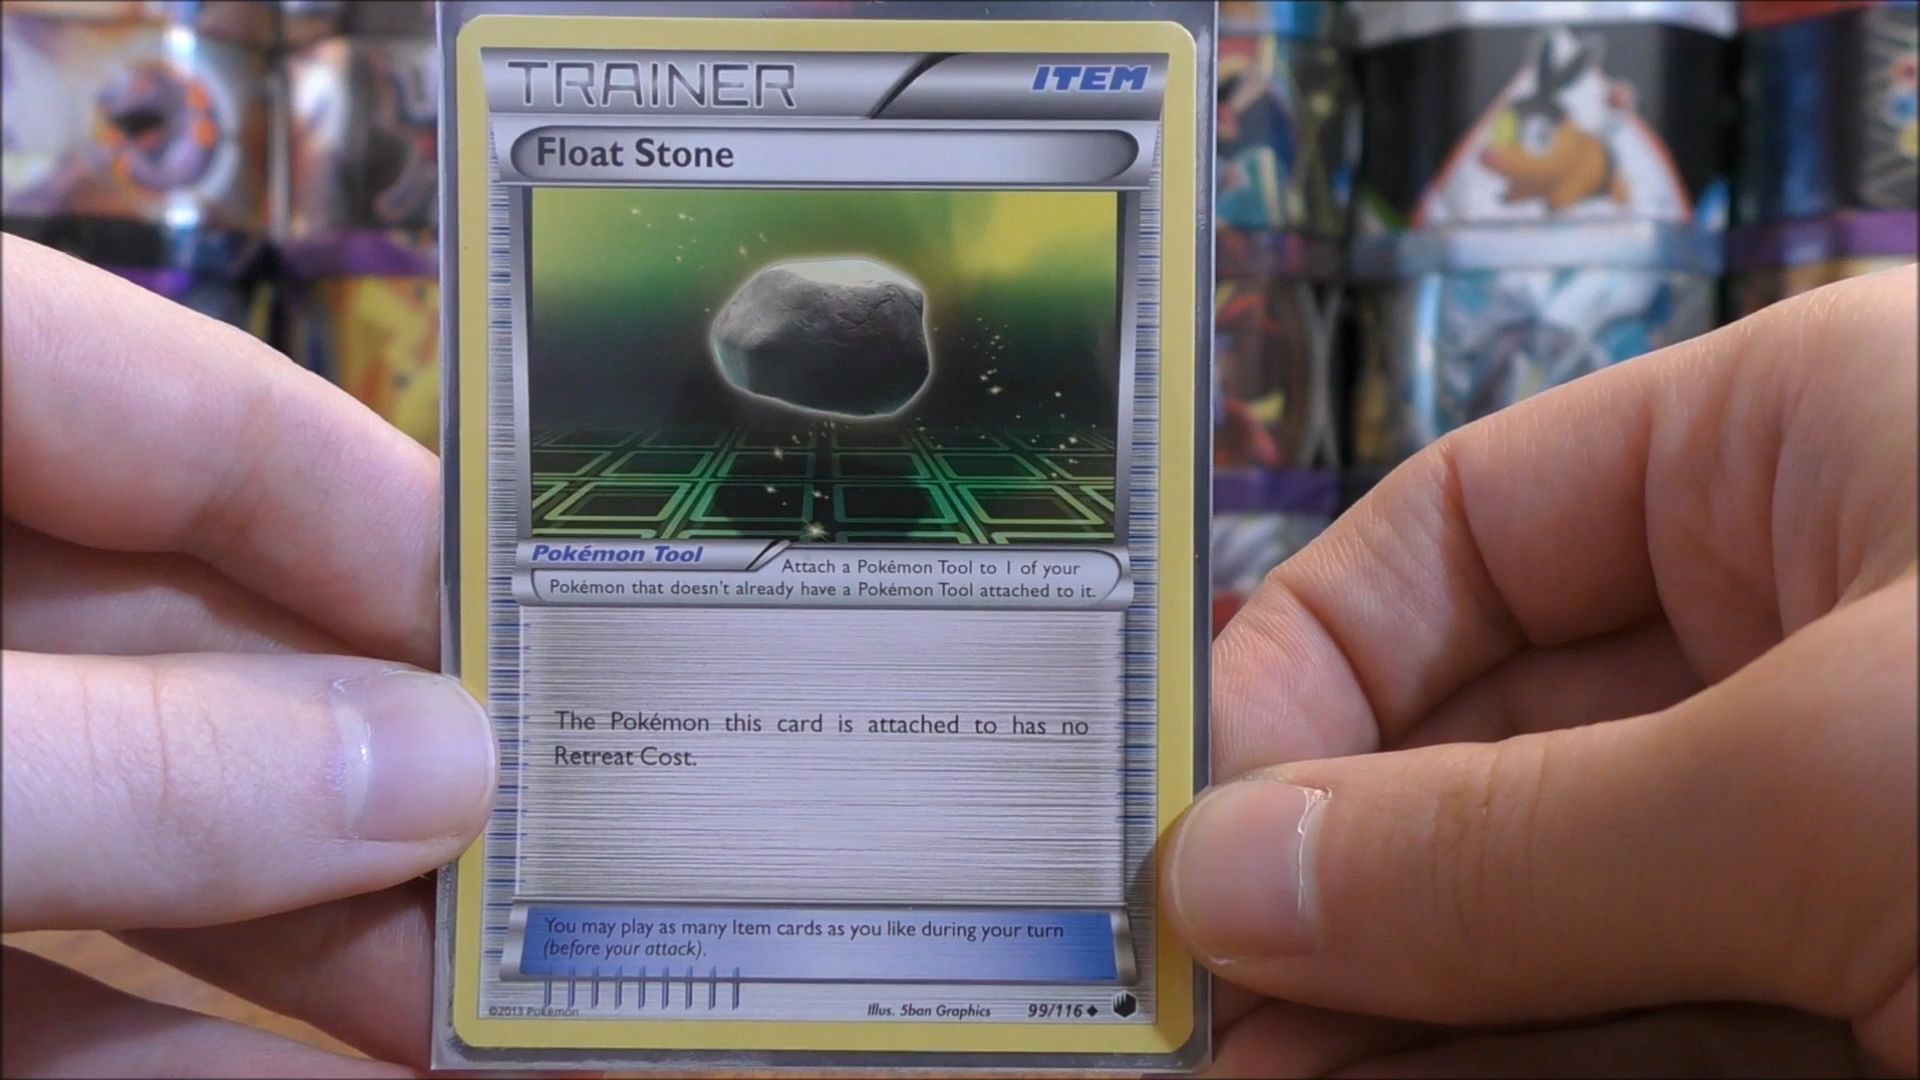 TRAINER ITEM
Float Stone
Pokémon Tool
Attach a Pokémon Tool to 1 of your
Pokémon that doesn't already have a Pokémon Tool attached to it.
The Pokémon this card is attached to has no
Retreat Cost.
You may play as many Item cards as you like during your turn
(before your attack).
©2013 Pokémon Illus. 5ban Graphics 99/116